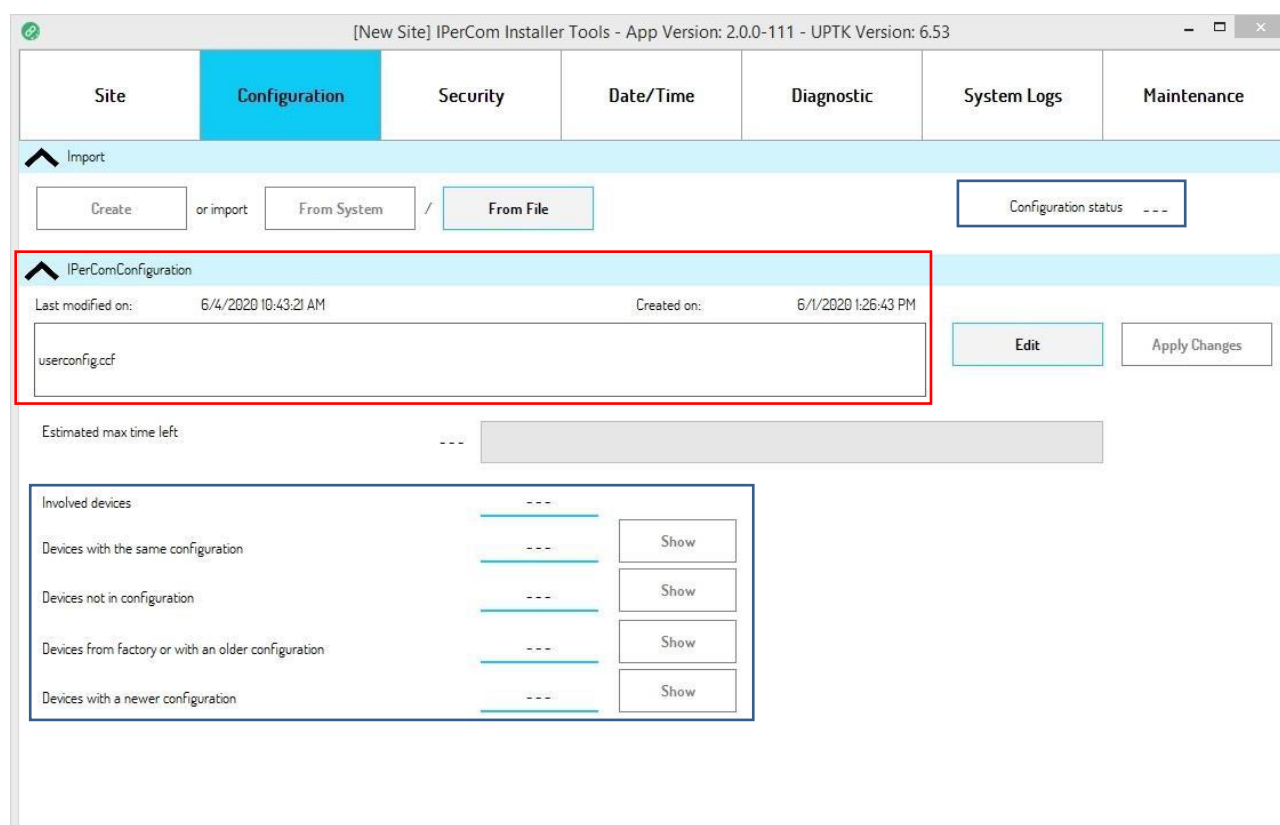 [New Site] IPerCom Installer Tools - App Version: 2.0.0-111 - UPTK Version: 6.53
Site Configuration Security Date/Time Diagnostic System Logs Maintenance
Import
Create or import From System / From File Configuration status ---
IPerComConfiguration
Last modified on: 6/4/2020 10:43:21 AM Created on: 6/1/2020 1:26:43 PM
userconfig.ccf
Edit Apply Changes
Estimated max time left ---
Involved devices ---
Devices with the same configuration --- Show
Devices not in configuration --- Show
Devices from factory or with an older configuration --- Show
Devices with a newer configuration --- Show